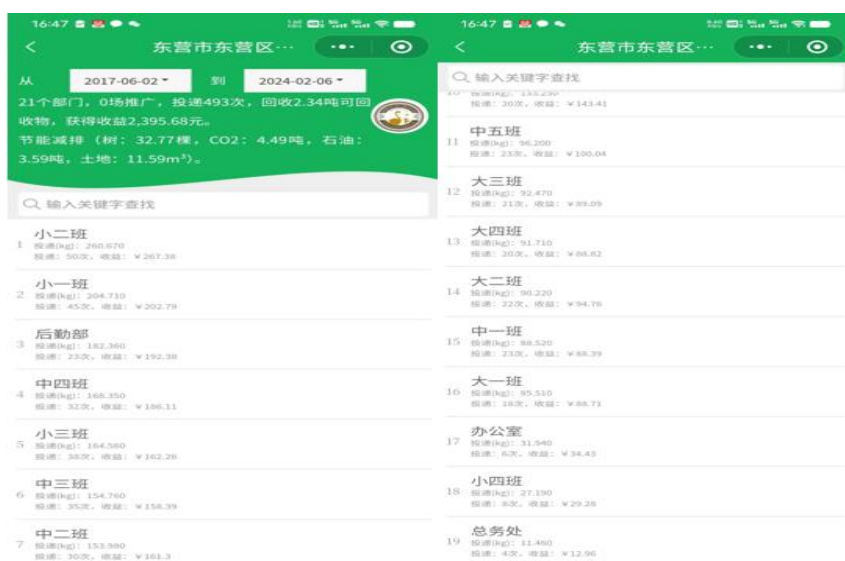 16:47
东营市东营区…
从 2017-06-02 到 2024-02-06
21个部门，0场推广，投递493次，回收2.34吨可回
收物，获得收益2,395.68元。
节能减排（树：32.77棵，CO2：4.49吨，石油：
3.59吨，土地：11.59m³）。
输入关键字查找
1 小二班
投递(kg)：260.670
投递：50次，收益：￥267.38
2 小一班
投递(kg)：204.710
投递：45次，收益：￥202.79
3 后勤部
投递(kg)：182.360
投递：23次，收益：￥192.38
4 中四班
投递(kg)：168.350
投递：32次，收益：￥186.11
5 小三班
投递(kg)：164.560
投递：38次，收益：￥162.26
6 中三班
投递(kg)：154.760
投递：35次，收益：￥158.39
7 中二班
投递(kg)：153.980
投递：30次，收益：￥161.3
16:47
东营市东营区…
输入关键字查找
投递：20次，收益：￥143.41
11 中五班
投递(kg)：96.200
投递：23次，收益：￥100.04
12 大三班
投递(kg)：92.470
投递：21次，收益：￥89.09
13 大四班
投递(kg)：91.710
投递：20次，收益：￥88.82
14 大二班
投递(kg)：90.220
投递：22次，收益：￥94.78
15 中一班
投递(kg)：88.520
投递：23次，收益：￥88.39
16 大一班
投递(kg)：85.510
投递：18次，收益：￥88.71
17 办公室
投递(kg)：31.540
投递：6次，收益：￥34.43
18 小四班
投递(kg)：27.190
投递：8次，收益：￥29.28
19 总务处
投递(kg)：11.460
投递：4次，收益：￥12.96